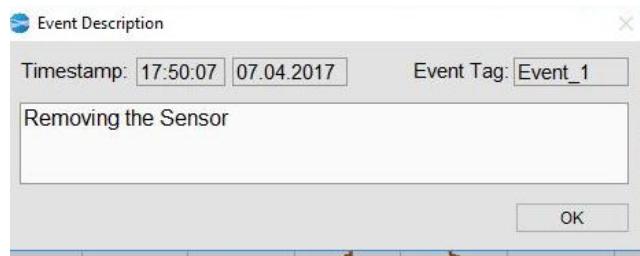 Event Description
Timestamp: 17:50:07 07.04.2017 Event Tag: Event_1
Removing the Sensor
OK